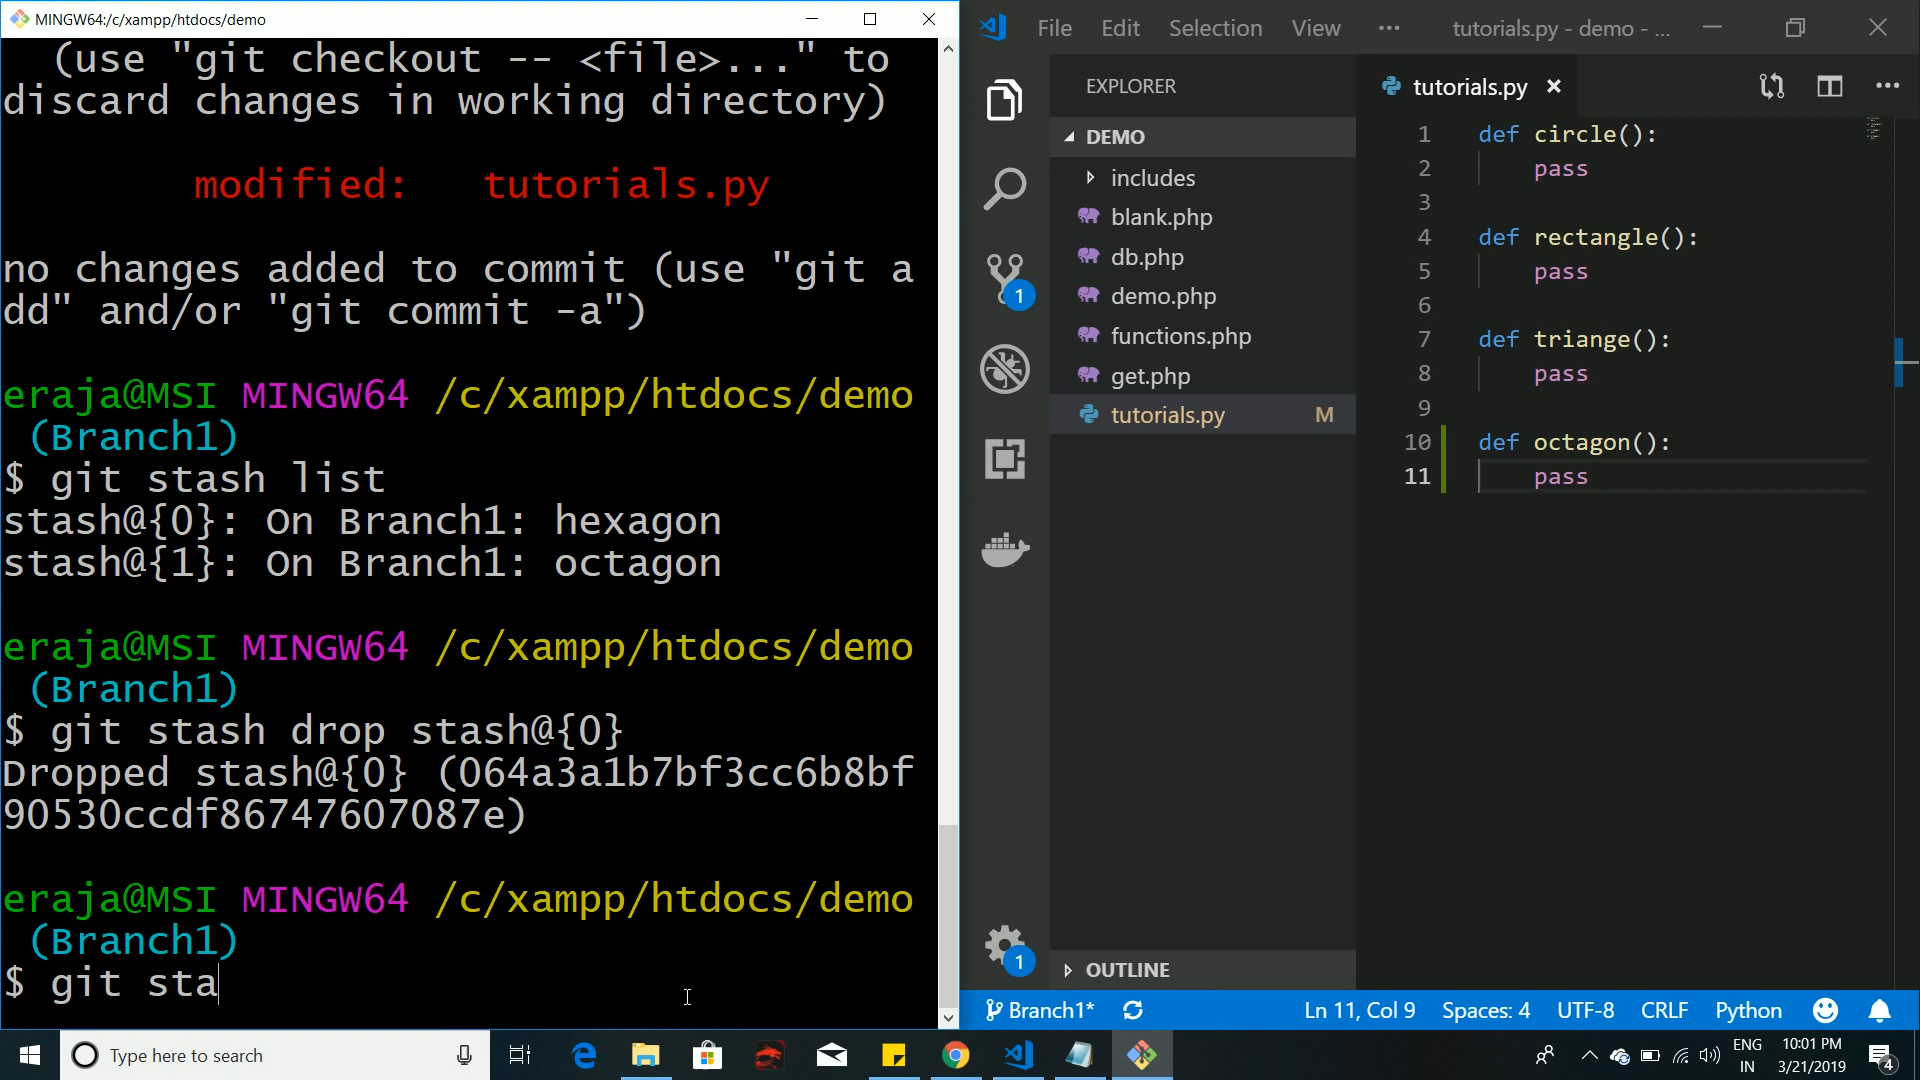 MINGW64:/c/xampp/htdocs/demo
(use "git checkout -- <file>..." to
discard changes in working directory)
modified:   tutorials.py
no changes added to commit (use "git a
dd" and/or "git commit -a")
eraja@MSI MINGW64 /c/xampp/htdocs/demo
(Branch1)
$ git stash list
stash@{0}: On Branch1: hexagon
stash@{1}: On Branch1: octagon
eraja@MSI MINGW64 /c/xampp/htdocs/demo
(Branch1)
$ git stash drop stash@{0}
Dropped stash@{0} (064a3a1b7bf3cc6b8bf
90530ccdf86747607087e)
eraja@MSI MINGW64 /c/xampp/htdocs/demo
(Branch1)
$ git sta
File Edit Selection View ··· tutorials.py - demo - ...
EXPLORER
DEMO
includes
blank.php
db.php
demo.php
functions.php
get.php
tutorials.py M
OUTLINE
1
1
tutorials.py
1 def circle():
2 pass
3
4 def rectangle():
5 pass
6
7 def triange():
8 pass
9
10 def octagon():
11 pass
Branch1* Ln 11, Col 9 Spaces: 4 UTF-8 CRLF Python
Type here to search
ENG
IN
10:01 PM
3/21/2019
4